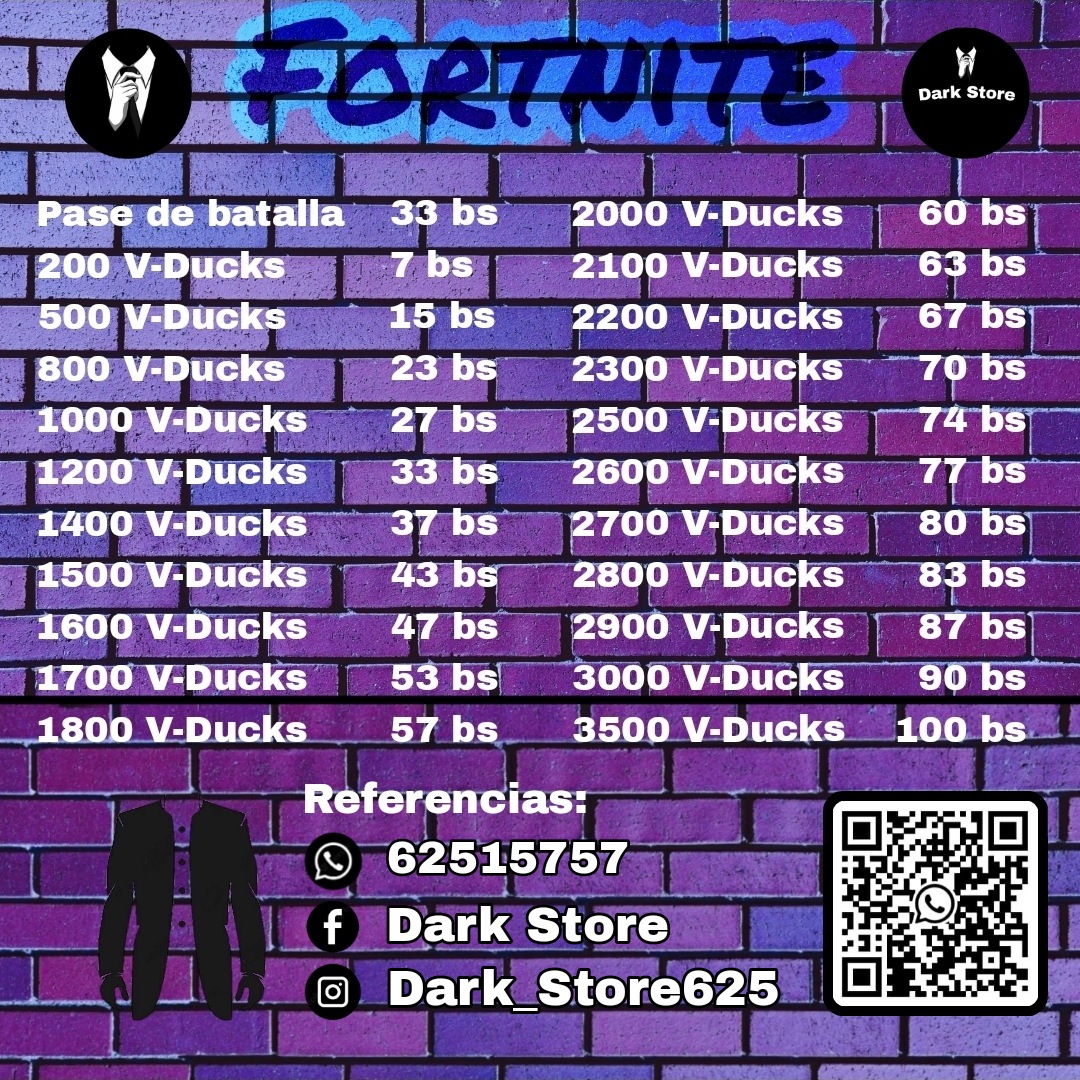 Fortnite
Dark Store
Pase de batalla 33 bs
200 V-Ducks 7 bs
500 V-Ducks 15 bs
800 V-Ducks 23 bs
1000 V-Ducks 27 bs
1200 V-Ducks 33 bs
1400 V-Ducks 37 bs
1500 V-Ducks 43 bs
1600 V-Ducks 47 bs
1700 V-Ducks 53 bs
1800 V-Ducks 57 bs
2000 V-Ducks 60 bs
2100 V-Ducks 63 bs
2200 V-Ducks 67 bs
2300 V-Ducks 70 bs
2500 V-Ducks 74 bs
2600 V-Ducks 77 bs
2700 V-Ducks 80 bs
2800 V-Ducks 83 bs
2900 V-Ducks 87 bs
3000 V-Ducks 90 bs
3500 V-Ducks 100 bs
Referencias:
62515757
Dark Store
Dark_Store625